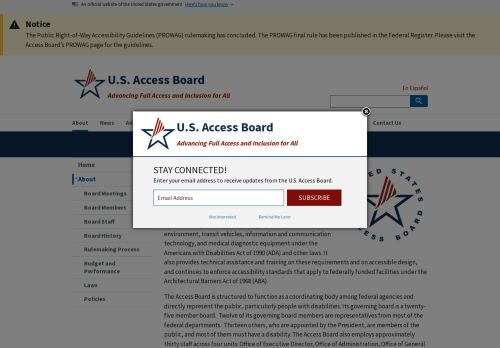 An official website of the United States government Here's how you know
Notice
The Public Right-of-Way Accessibility Guidelines (PROWAG) rulemaking has concluded. The PROWAG final rule has been published in the Federal Register. Please visit the
Access Board's PROWAG page for the guidelines.
U.S. Access Board
Advancing Full Access and Inclusion for All
En Español
About News Ad
Contact Us
U.S. Access Board
Advancing Full Access and Inclusion for All
STAY CONNECTED!
Enter your email address to receive updates from the U.S. Access Board.
Email Address
SUBSCRIBE
Not Interested Remind Me Later
Home
About
Board Meetings
Board Members
Board Staff
Board History
Rulemaking Process
Budget and
Performance
Laws
Policies
environment, transit vehicles, information and communication
technology, and medical diagnostic equipment under the
Americans with Disabilities Act of 1990 (ADA) and other laws. It
also provides technical assistance and training on these requirements and on accessible design,
and continues to enforce accessibility standards that apply to federally funded facilities under the
Architectural Barriers Act of 1968 (ABA).
The Access Board is structured to function as a coordinating body among federal agencies and
directly represent the public, particularly people with disabilities. Its governing board is a twenty-
five member board. Twelve of its governing board members are representatives from most of the
federal departments. Thirteen others, who are appointed by the President, are members of the
public, and most of them must have a disability. The Access Board also employs approximately
thirty staff across four units: Office of Executive Director, Office of Administration, Office of General